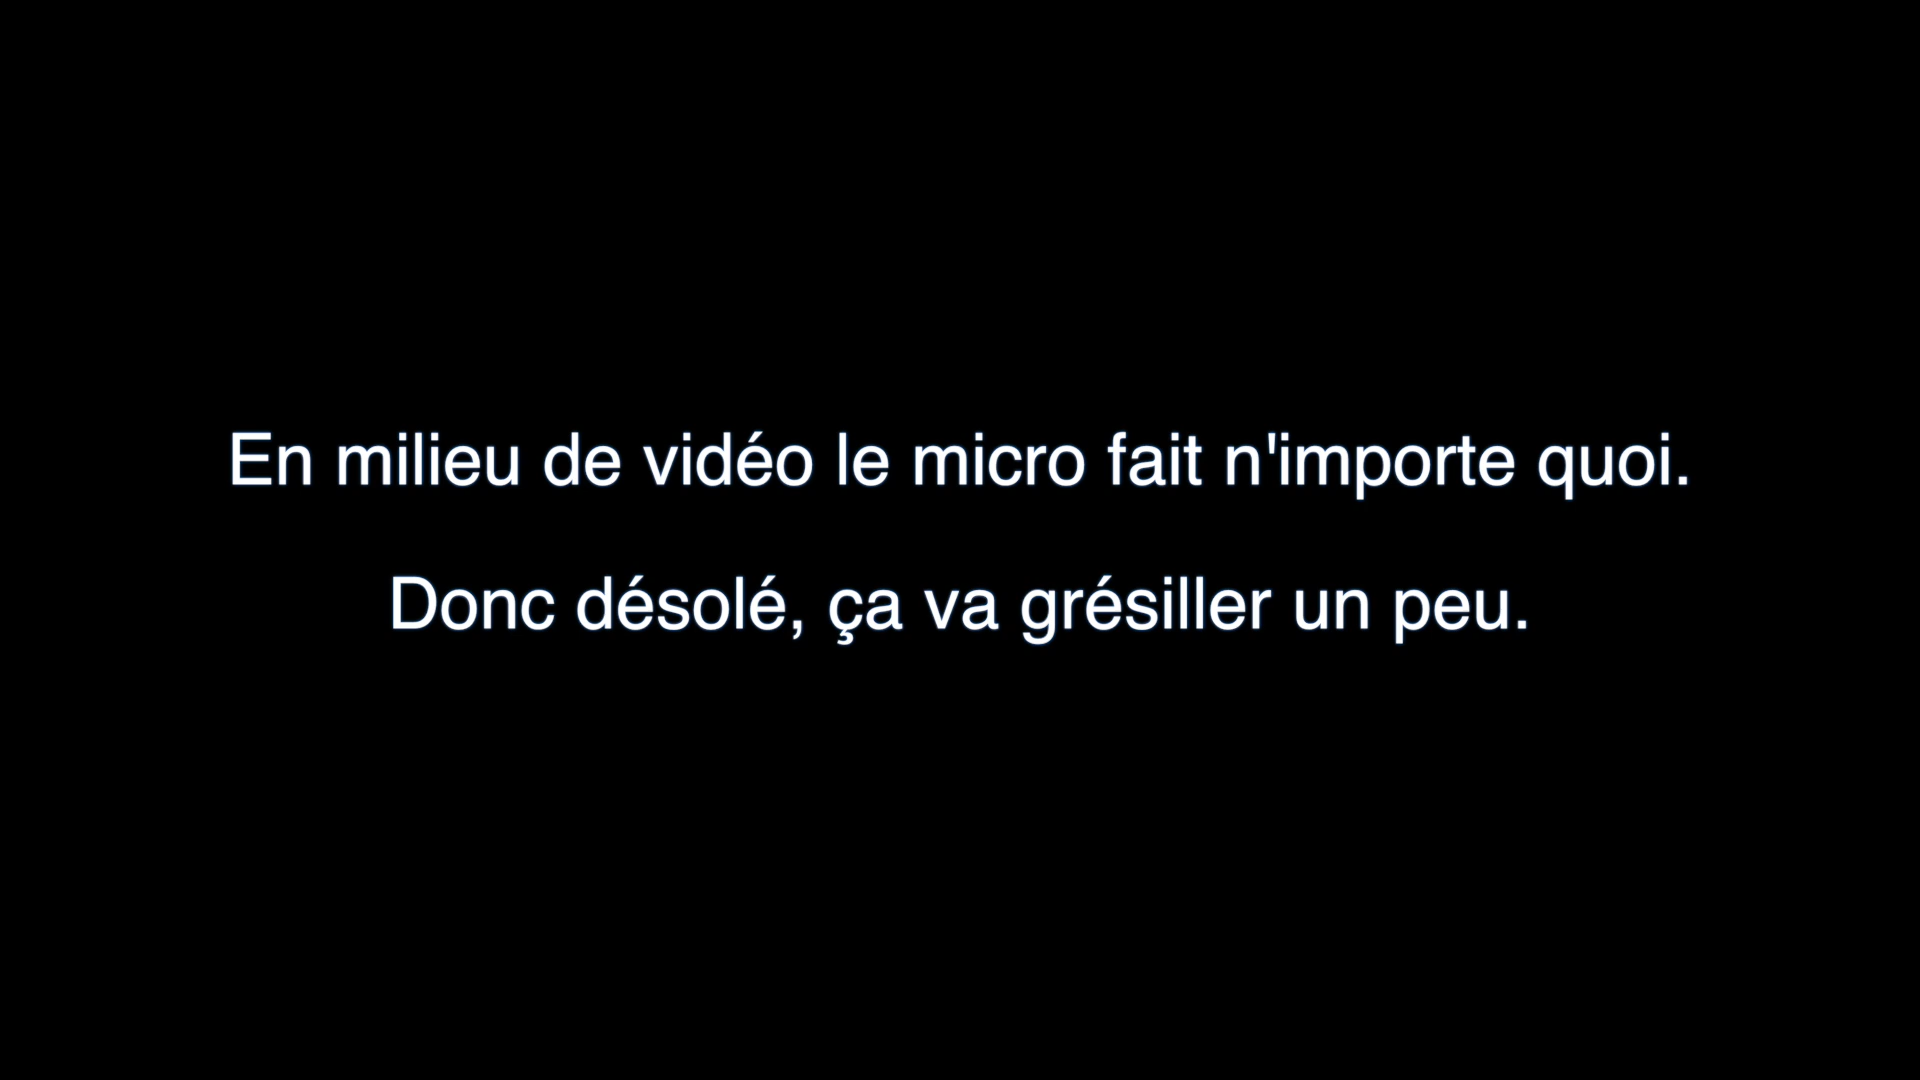 En milieu de vidéo le micro fait n'importe quoi.
Donc désolé, ça va grésiller un peu.